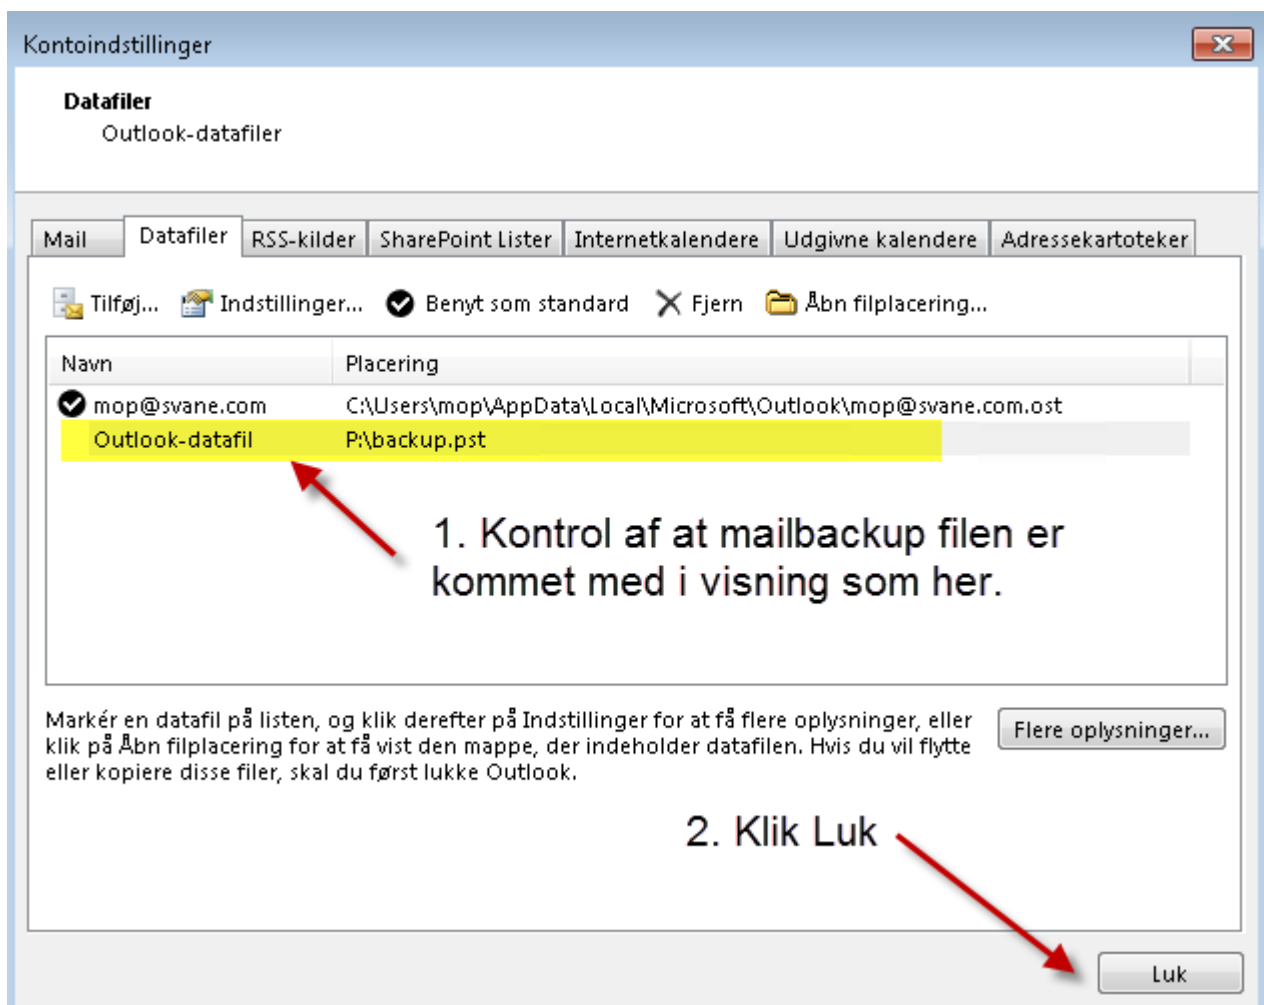 Kontoindstillinger
Datafiler
Outlook-datafiler
Mail Datafiler RSS-kilder SharePoint Lister Internetkalendere Udgivne kalendere Adressekartoteker
Tilføj... Indstillinger... Benyt som standard Fjern Åbn filplacering...
Navn Placering
mop@svane.com C:\Users\mop\AppData\Local\Microsoft\Outlook\mop@svane.com.ost
Outlook-datafil P:\backup.pst
1. Kontrol af at mailbackup filen er
kommet med i visning som her.
Markér en datafil på listen, og klik derefter på Indstillinger for at få flere oplysninger, eller
klik på Åbn filplacering for at få vist den mappe, der indeholder datafilen. Hvis du vil flytte
eller kopiere disse filer, skal du først lukke Outlook.
Flere oplysninger...
2. Klik Luk
Luk